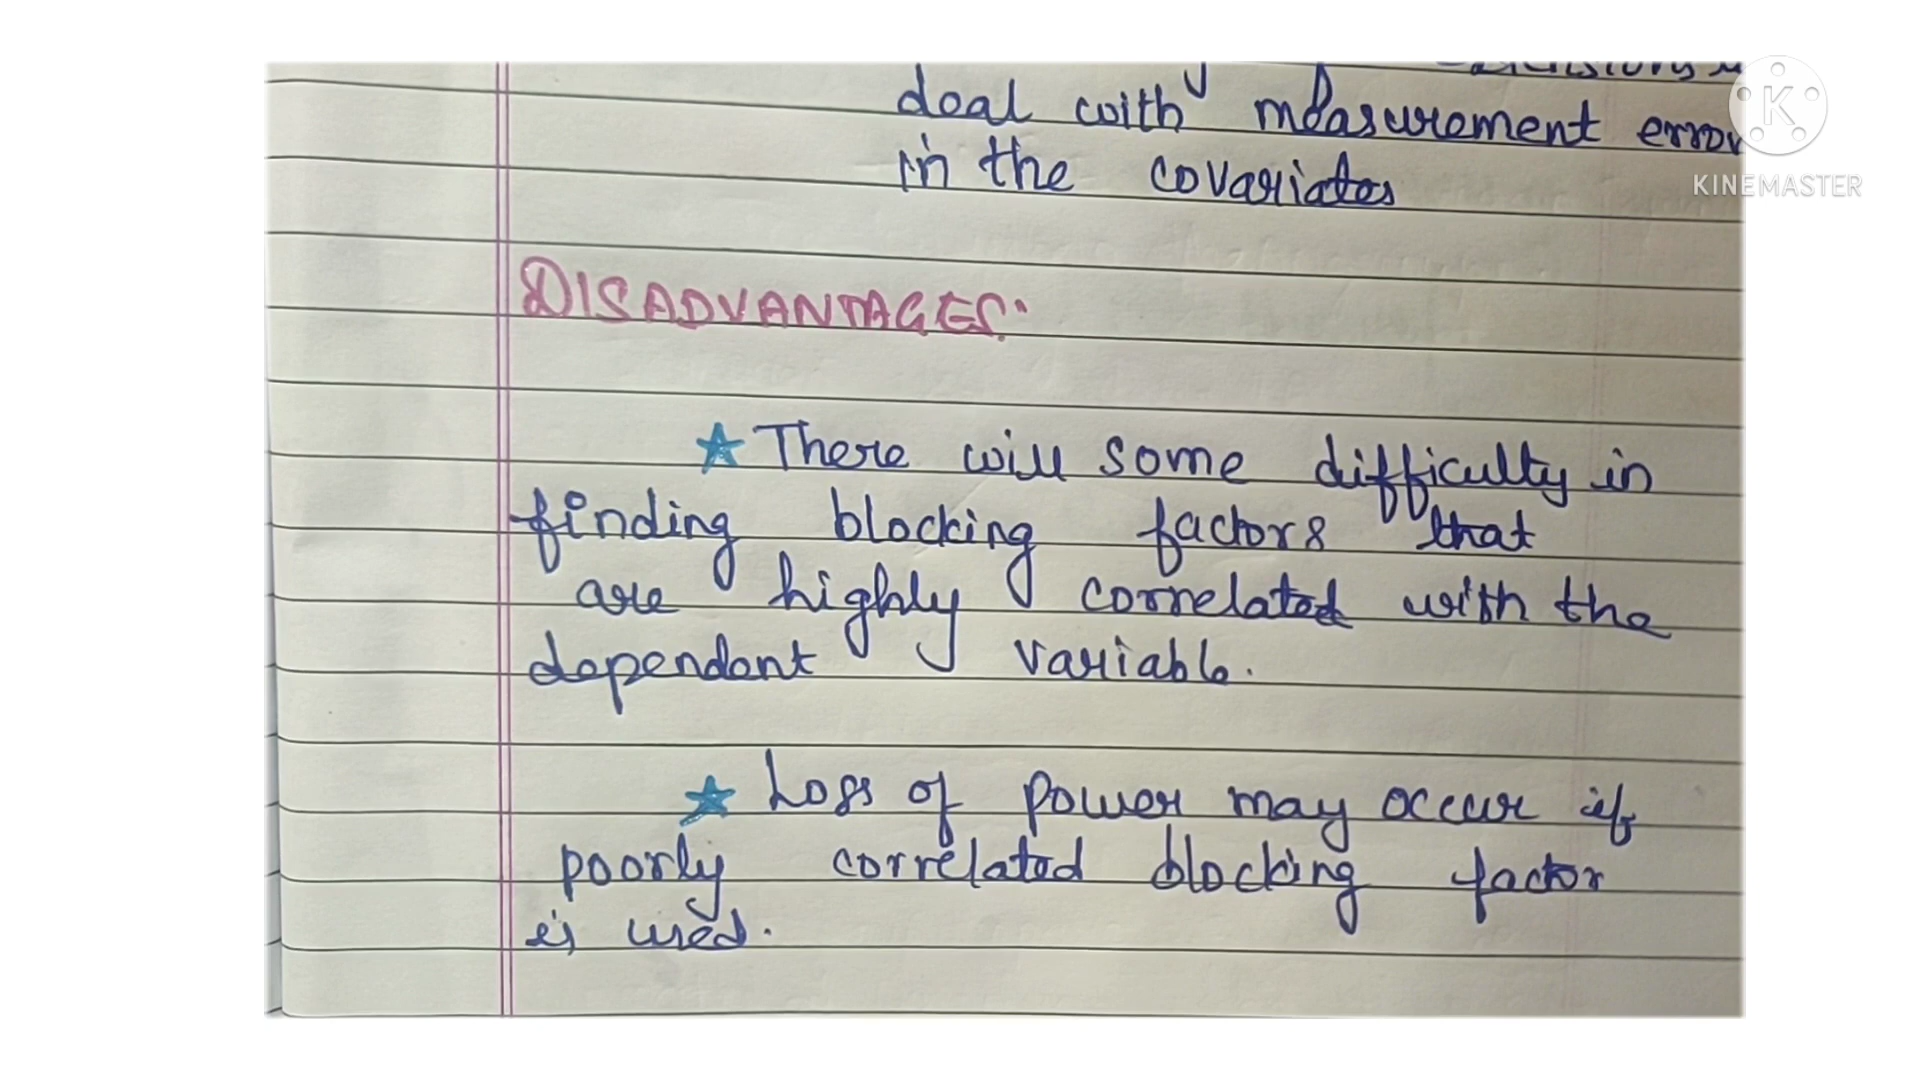 deal with measurement error
in the covariates
DISADVANTAGES:
There will some difficulty in
finding blocking factors that
are highly correlated with the
dependent variable.
Loss of power may occur if
poorly correlated blocking factor
is used.
KINEMASTER